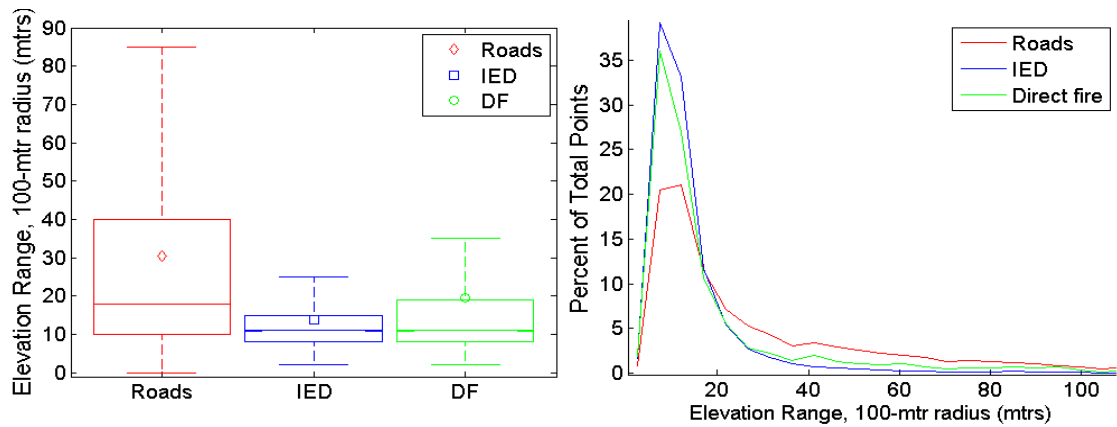 Elevation Range, 100-mtr radius (mtrs)
90
80
70
60
50
40
30
20
10
0
Roads
IED
DF
Roads
IED
DF
Percent of Total Points
35
30
25
20
15
10
5
0
Roads
IED
Direct fire
20
40
60
80
100
Elevation Range, 100-mtr radius (mtrs)